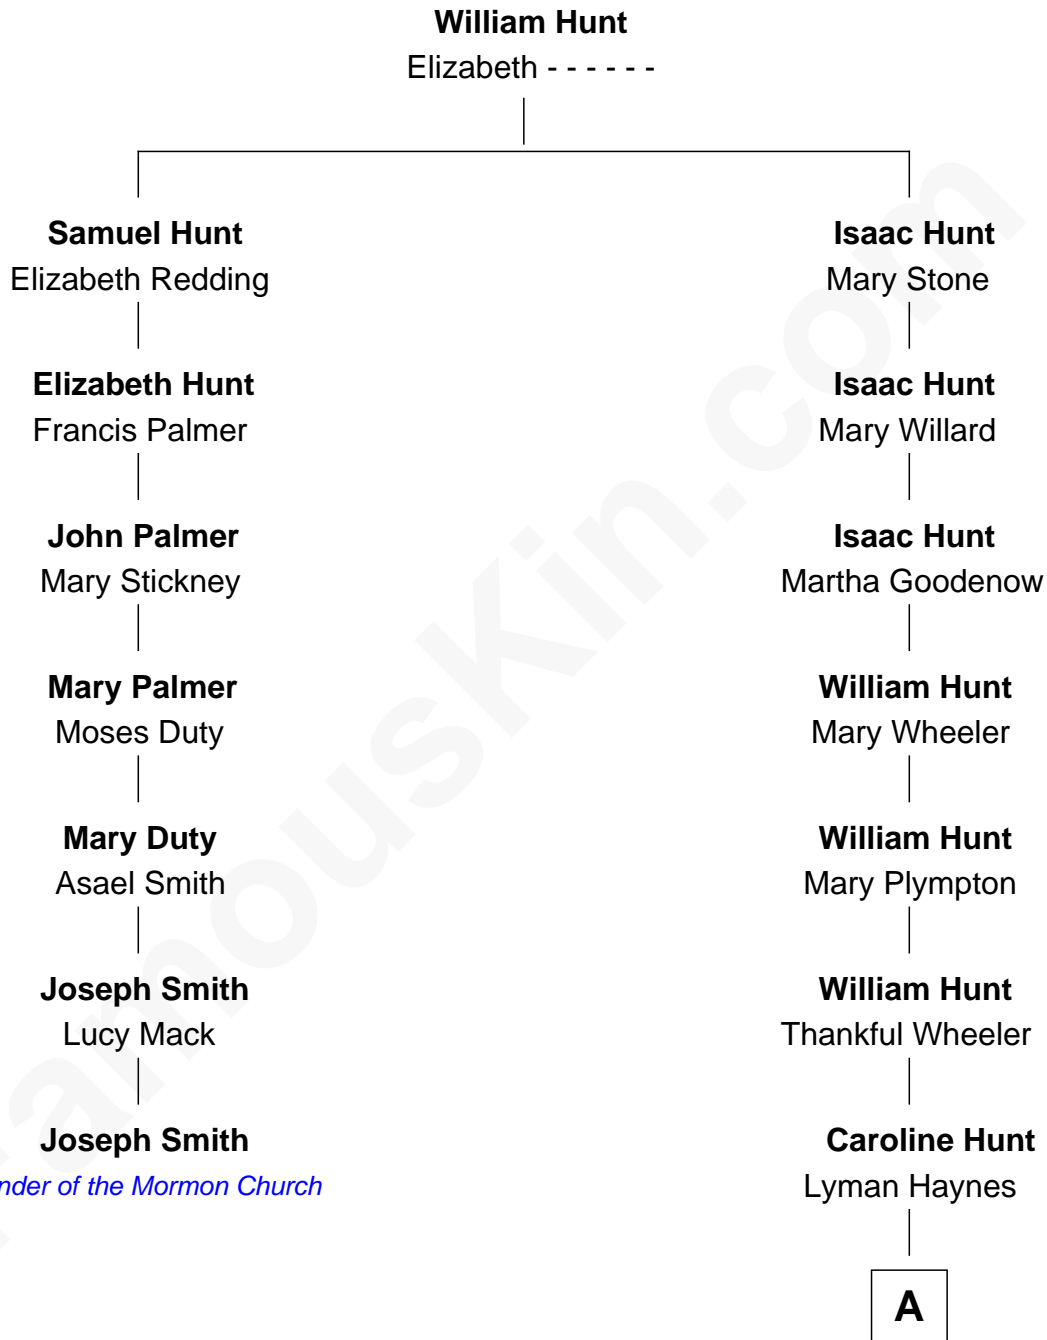 William Hunt
Elizabeth - - - - - -
Samuel Hunt
Elizabeth Redding
Isaac Hunt
Mary Stone
Elizabeth Hunt
Francis Palmer
Isaac Hunt
Mary Willard
John Palmer
Mary Stickney
Isaac Hunt
Martha Goodenow
Mary Palmer
Moses Duty
William Hunt
Mary Wheeler
Mary Duty
Asael Smith
William Hunt
Mary Plympton
Joseph Smith
Lucy Mack
William Hunt
Thankful Wheeler
Joseph Smith
nder of the Mormon Church
Caroline Hunt
Lyman Haynes
A
FamousKin.com